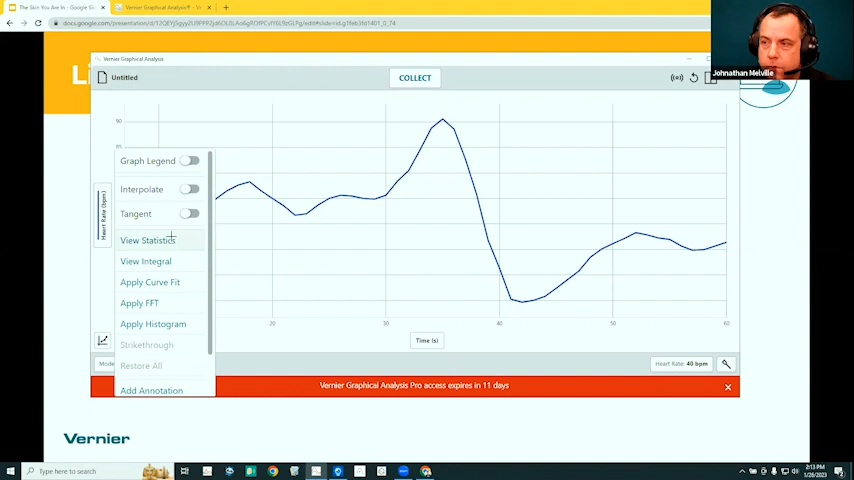 The Skin You Are In - Google Sli
Vernier Graphical Analysis®
docs.google.com
Johnathan Melville
Li
Vernier Graphical Analysis
Untitled
COLLECT
90
Graph Legend
Interpolate
Tangent
View Statistics
View Integral
Apply Curve Fit
Apply FFT
Apply Histogram
Strikethrough
Restore All
Add Annotation
Heart Rate (bpm)
20
30
40
50
60
Time (s)
Mode
Heart Rate: 40 bpm
Vernier Graphical Analysis Pro access expires in 11 days
Vernier
Type here to search
2:13 PM
1/26/2023